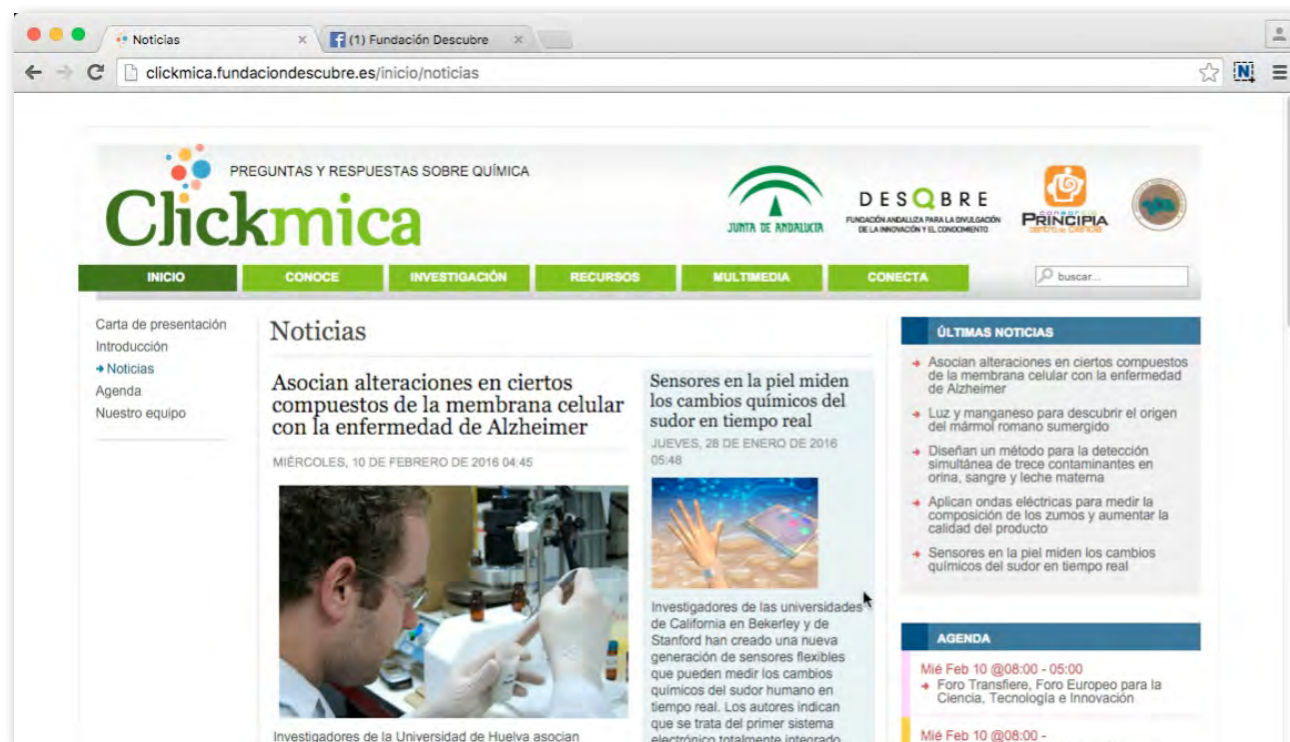 Noticias
(1) Fundación Descubre
clickmica.fundaciondescubre.es/inicio/noticias
N
PREGUNTAS Y RESPUESTAS SOBRE QUÍMICA
Clickmica
JUNTA DE ANDALUCIA
DESQBRE
FUNDACIÓN ANDALUZA PARA LA DIVULGACIÓN
DE LA INNOVACIÓN Y EL CONOCIMIENTO
CONSORCIO
PRINCIPIA
centro de ciencia
INICIO
CONOCE
INVESTIGACIÓN
RECURSOS
MULTIMEDIA
CONECTA
buscar...
Carta de presentación
Introducción
Noticias
Agenda
Nuestro equipo
Noticias
Asocian alteraciones en ciertos
compuestos de la membrana celular
con la enfermedad de Alzheimer
MIÉRCOLES, 10 DE FEBRERO DE 2016 04:45
Investigadores de la Universidad de Huelva asocian
Sensores en la piel miden
los cambios químicos del
sudor en tiempo real
JUEVES, 28 DE ENERO DE 2016
05:48
Investigadores de las universidades
de California en Bekerley y de
Stanford han creado una nueva
generación de sensores flexibles
que pueden medir los cambios
químicos del sudor humano en
tiempo real. Los autores indican
que se trata del primer sistema
electrónico totalmente integrado
ÚLTIMAS NOTICIAS
Asocian alteraciones en ciertos compuestos
de la membrana celular con la enfermedad
de Alzheimer
Luz y manganeso para descubrir el origen
del mármol romano sumergido
Diseñan un método para la detección
simultánea de trece contaminantes en
orina, sangre y leche materna
Aplican ondas eléctricas para medir la
composición de los zumos y aumentar la
calidad del producto
Sensores en la piel miden los cambios
químicos del sudor en tiempo real
AGENDA
Mié Feb 10 @08:00 - 05:00
Foro Transfiere, Foro Europeo para la
Ciencia, Tecnología e Innovación
Mié Feb 10 @08:00 -